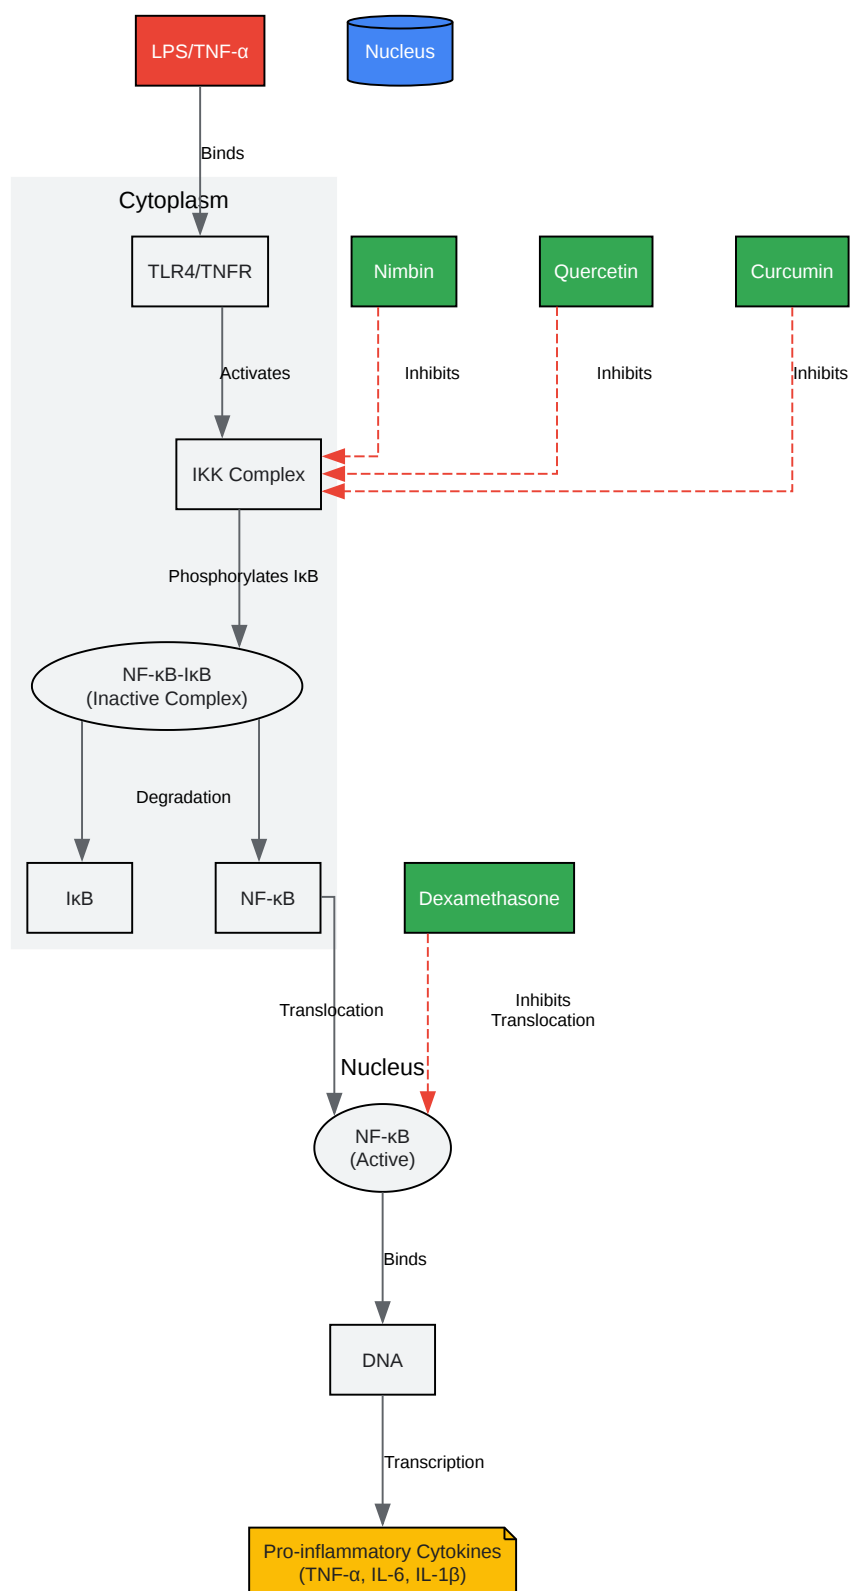 LPS/TNF-α
Nucleus
Binds
Cytoplasm
TLR4/TNFR
Nimbin
Quercetin
Curcumin
Activates
Inhibits
Inhibits
Inhibits
IKK Complex
Phosphorylates IκB
NF-κB-IκB
(Inactive Complex)
Degradation
IκB
NF-κB
Dexamethasone
Translocation
Inhibits
Translocation
Nucleus
NF-κB
(Active)
Binds
DNA
Transcription
Pro-inflammatory Cytokines
(TNF-α, IL-6, IL-1β)